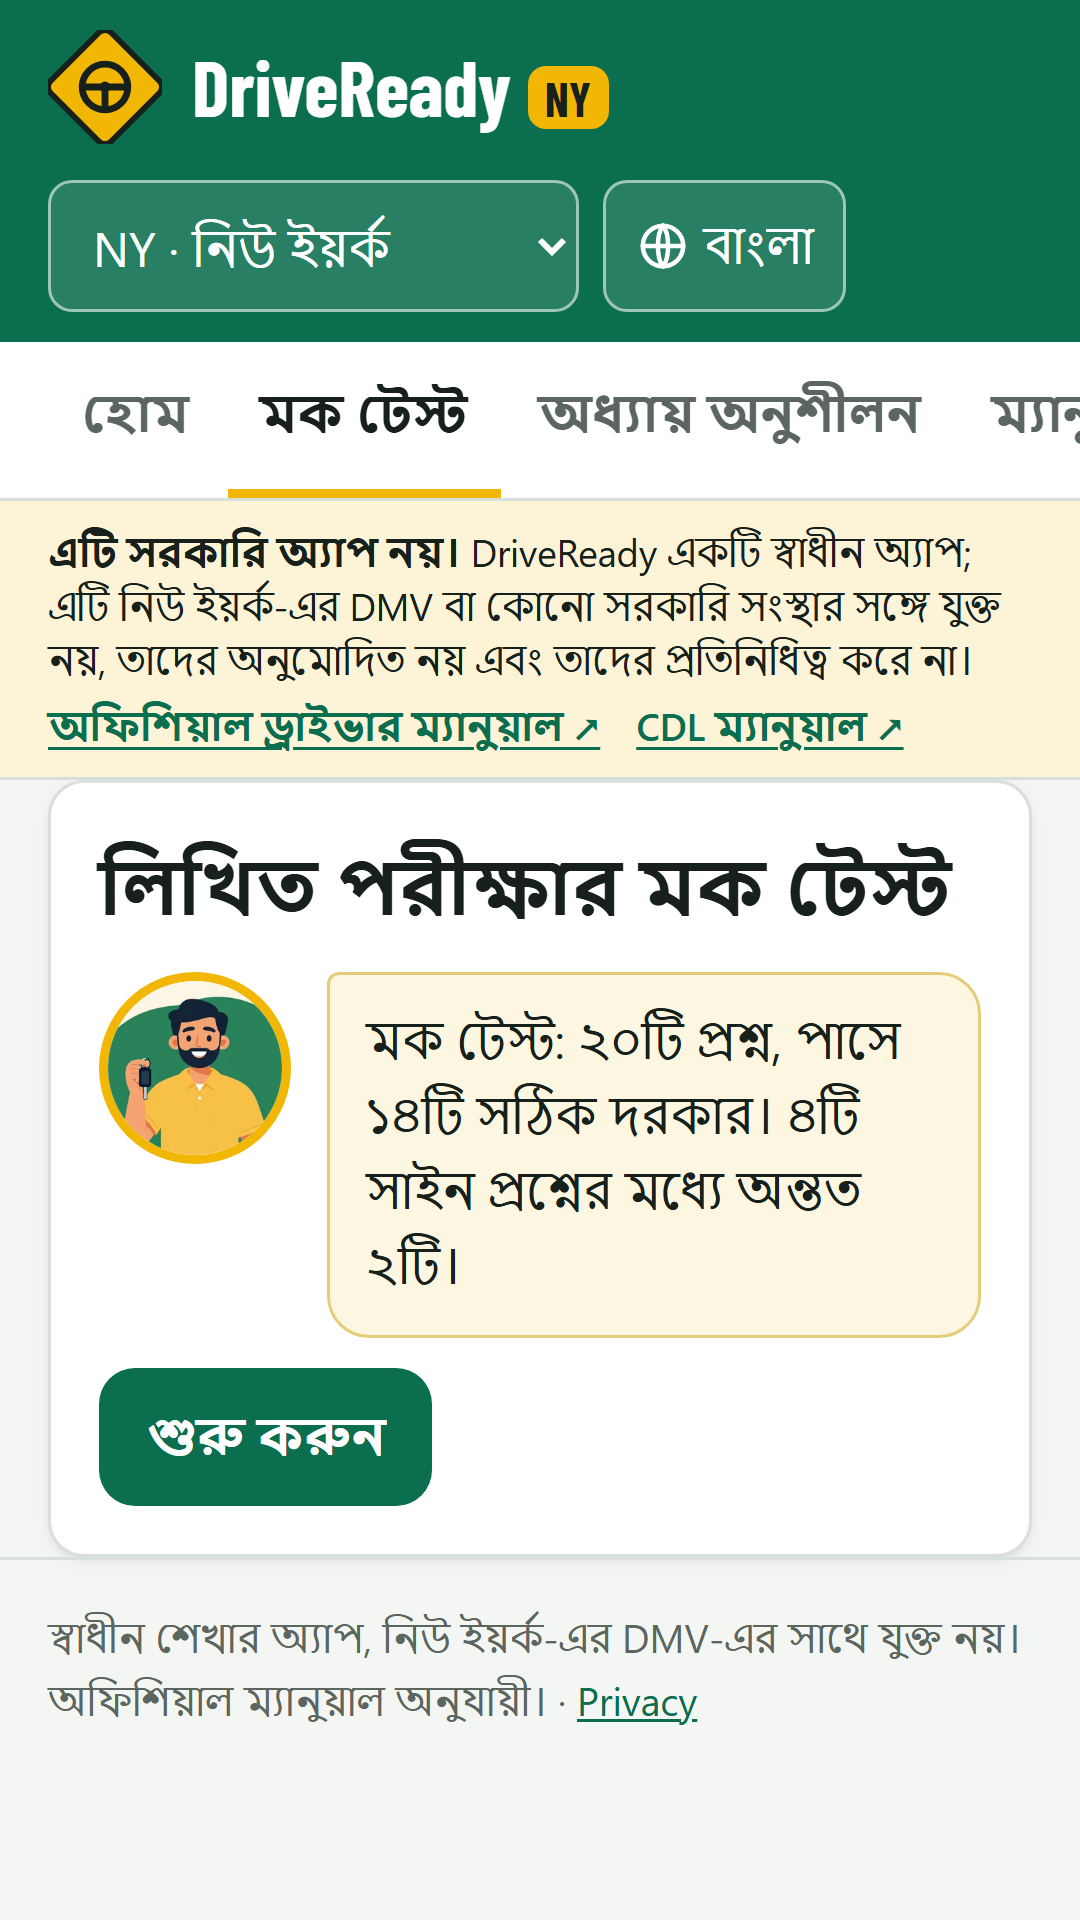 DriveReady NY
NY · নিউ ইয়র্ক
বাংলা
হোম মক টেস্ট অধ্যায় অনুশীলন
এটি সরকারি অ্যাপ নয়। DriveReady একটি স্বাধীন অ্যাপ;
এটি নিউ ইয়র্ক-এর DMV বা কোনো সরকারি সংস্থার সঙ্গে যুক্ত
নয়, তাদের অনুমোদিত নয় এবং তাদের প্রতিনিধিত্ব করে না।
অফিশিয়াল ড্রাইভার ম্যানুয়াল ↗ CDL ম্যানুয়াল ↗
লিখিত পরীক্ষার মক টেস্ট
মক টেস্ট: ২০টি প্রশ্ন, পাসে
১৪টি সঠিক দরকার। ৪টি
সাইন প্রশ্নের মধ্যে অন্তত
২টি।
শুরু করুন
স্বাধীন শেখার অ্যাপ, নিউ ইয়র্ক-এর DMV-এর সাথে যুক্ত নয়।
অফিশিয়াল ম্যানুয়াল অনুযায়ী। · Privacy